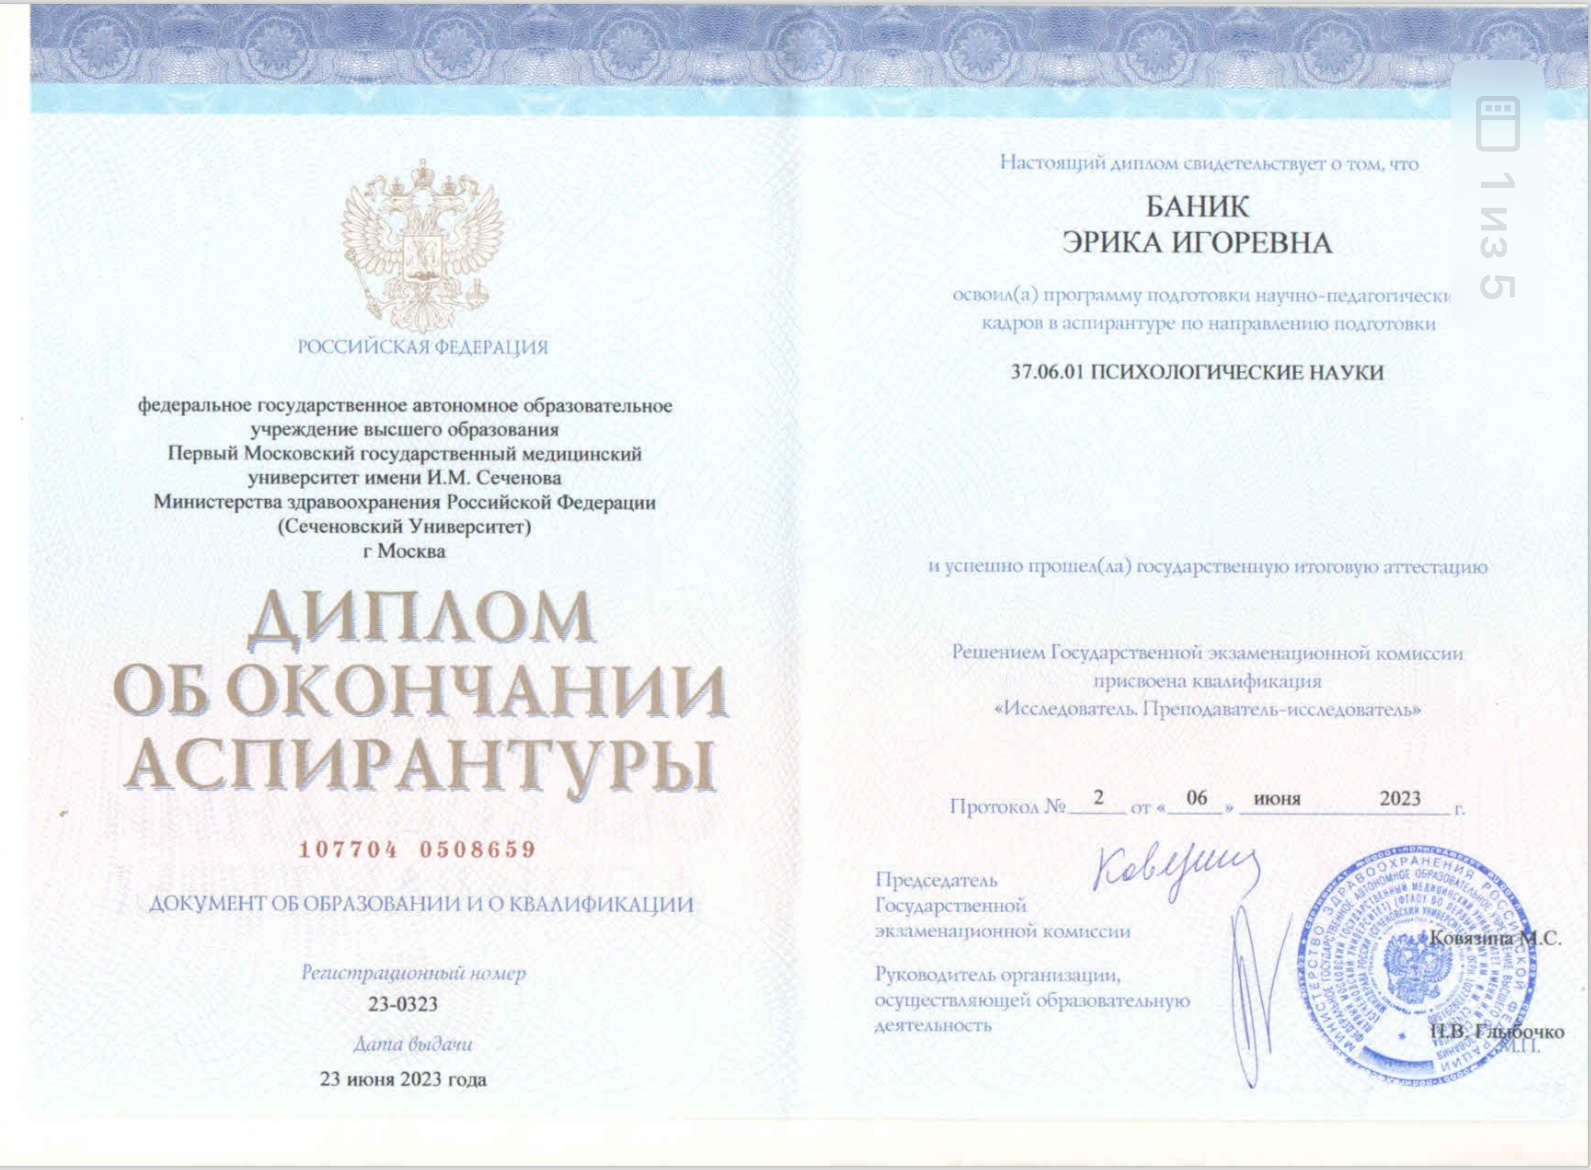 РОССИЙСКАЯ ФЕДЕРАЦИЯ
федеральное государственное автономное образовательное
учреждение высшего образования
Первый Московский государственный медицинский
университет имени И.М. Сеченова
Министерства здравоохранения Российской Федерации
(Сеченовский Университет)
г Москва
ДИПЛОМ
ОБ ОКОНЧАНИИ
АСПИРАНТУРЫ
107704 0508659
ДОКУМЕНТ ОБ ОБРАЗОВАНИИ И О КВАЛИФИКАЦИИ
Регистрационный номер
23-0323
Дата выдачи
23 июня 2023 года
Настоящий диплом свидетельствует о том, что
БАНИК
ЭРИКА ИГОРЕВНА
освоил(а) программу подготовки научно-педагогически
кадров в аспирантуре по направлению подготовки
37.06.01 ПСИХОЛОГИЧЕСКИЕ НАУКИ
и успешно прошел(ла) государственную итоговую аттестацию
Решением Государственной экзаменационной комиссии
присвоена квалификация
«Исследователь. Преподаватель-исследователь»
Протокол № 2 от « 06 » июня 2023 г.
Председатель
Государственной
экзаменационной комиссии
Ковязина М.С.
Руководитель организации,
осуществляющей образовательную
деятельность
П.В. Глыбочко
М.П.
1 из 5